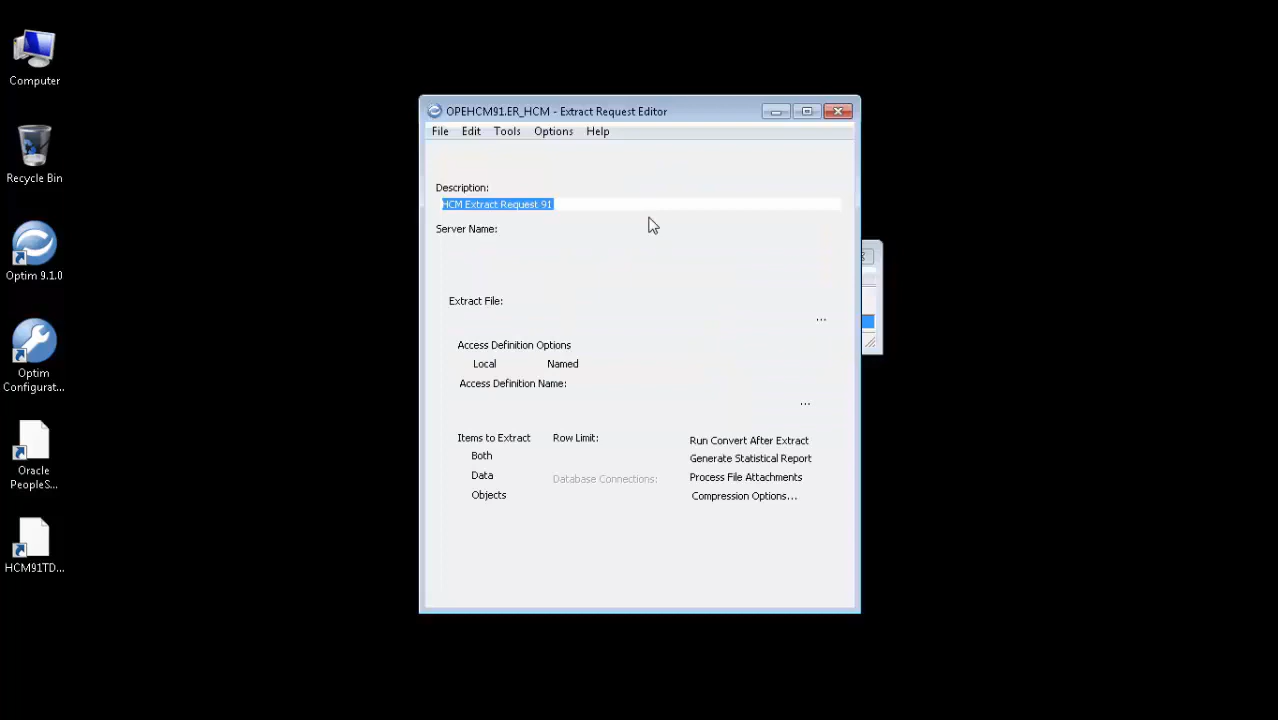 Computer
Recycle Bin
Optim 9.1.0
Optim
Configurat...
Oracle
PeopleS...
HCM91TD...
OPEHCM91.ER_HCM - Extract Request Editor
File Edit Tools Options Help
Description:
HCM Extract Request 91
Server Name:
Extract File:
...
Access Definition Options
Local Named
Access Definition Name:
...
Items to Extract Row Limit: Run Convert After Extract
Both Generate Statistical Report
Data Database Connections: Process File Attachments
Objects Compression Options...